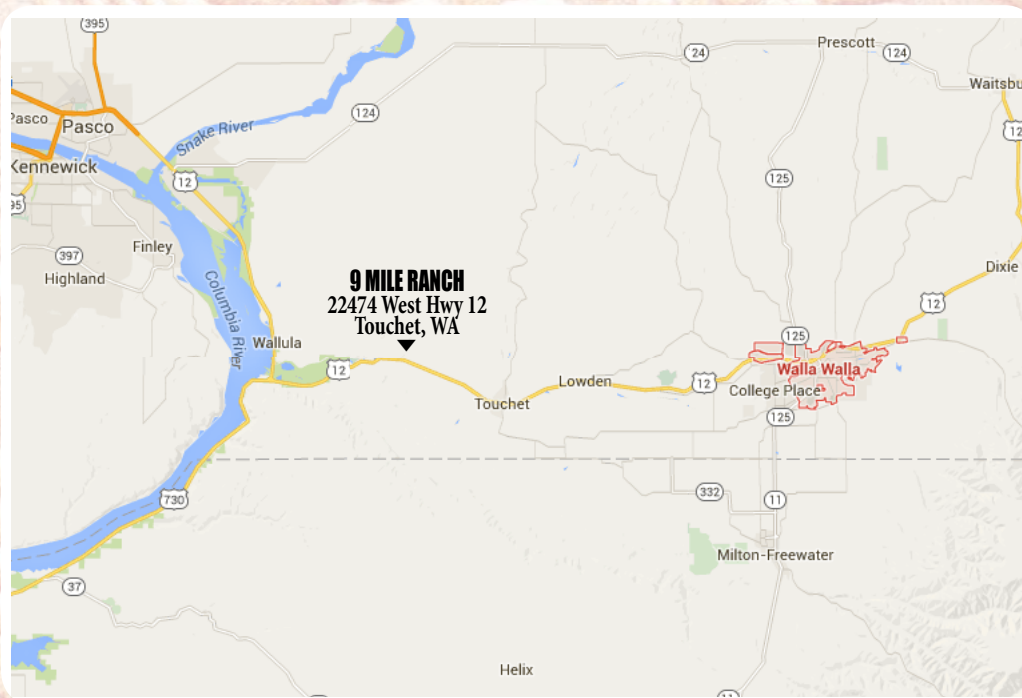 395
Prescott
24
124
Waitsbu
Pasco
Pasco
124
12
Snake River
Kennewick
12
125
95
Finley
397
Highland
Columbia River
9 MILE RANCH
22474 West Hwy 12
Touchet, WA
Dixie
12
Wallula
125
12
Walla Walla
Lowden
12
College Place
Touchet
125
730
332
11
Milton-Freewater
37
Helix
11